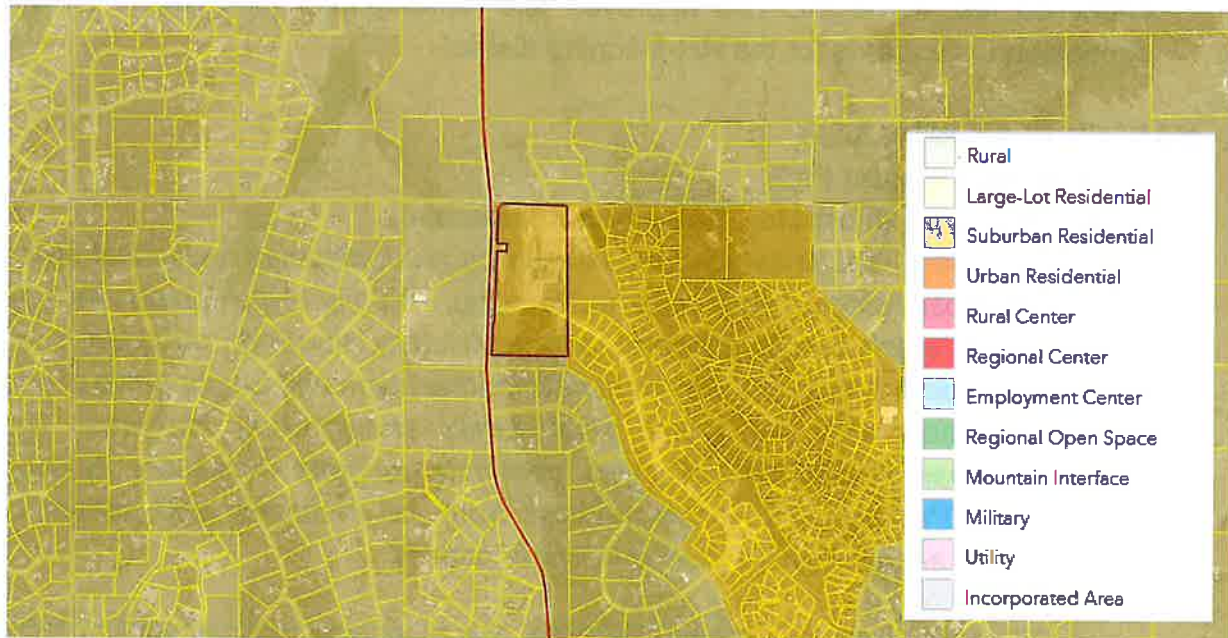 Rural
Large-Lot Residential
Suburban Residential
Urban Residential
Rural Center
Regional Center
Employment Center
Regional Open Space
Mountain Interface
Military
Utility
Incorporated Area